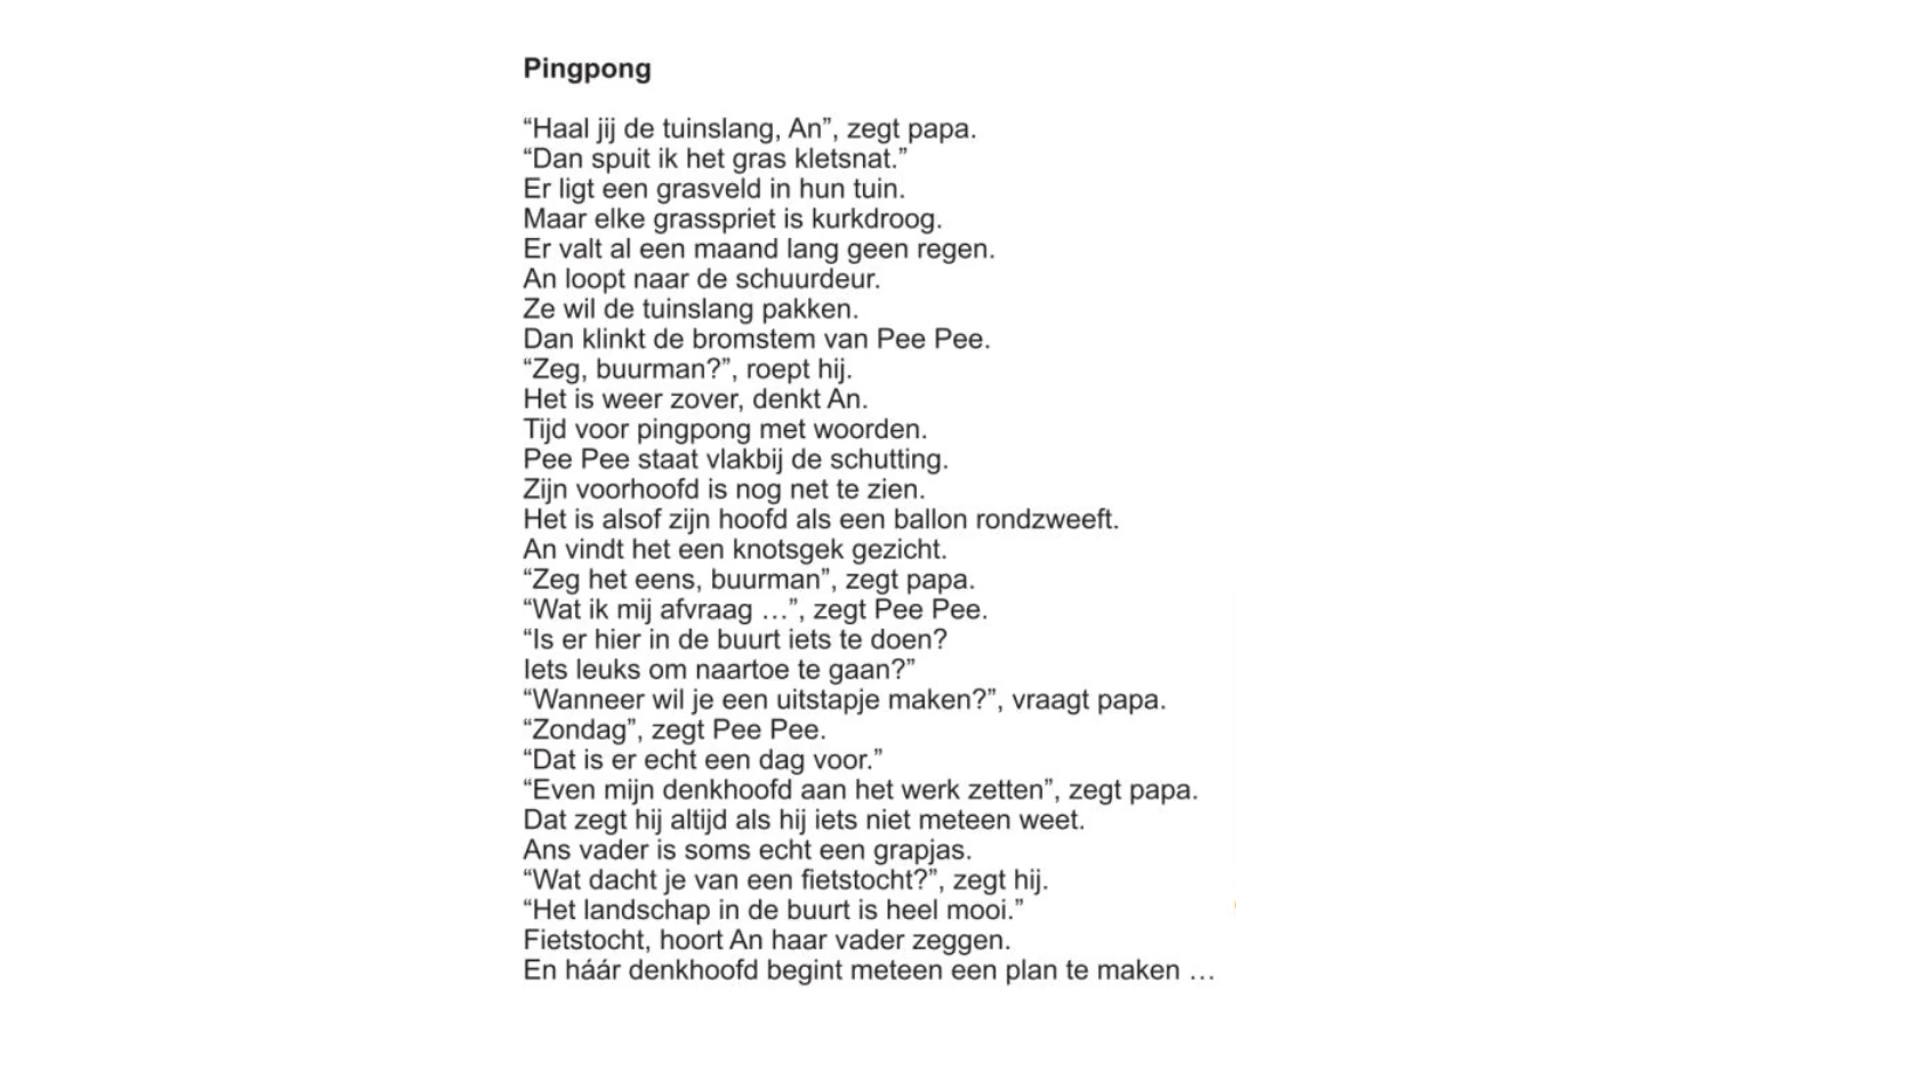 Pingpong
“Haal jij de tuinslang, An”, zegt papa.
“Dan spuit ik het gras kletsnat.”
Er ligt een grasveld in hun tuin.
Maar elke grasspriet is kurkdroog.
Er valt al een maand lang geen regen.
An loopt naar de schuurdeur.
Ze wil de tuinslang pakken.
Dan klinkt de bromstem van Pee Pee.
“Zeg, buurman?”, roept hij.
Het is weer zover, denkt An.
Tijd voor pingpong met woorden.
Pee Pee staat vlakbij de schutting.
Zijn voorhoofd is nog net te zien.
Het is alsof zijn hoofd als een ballon rondzweeft.
An vindt het een knotsgek gezicht.
“Zeg het eens, buurman”, zegt papa.
“Wat ik mij afvraag …”, zegt Pee Pee.
“Is er hier in de buurt iets te doen?
Iets leuks om naartoe te gaan?”
“Wanneer wil je een uitstapje maken?”, vraagt papa.
“Zondag”, zegt Pee Pee.
“Dat is er echt een dag voor.”
“Even mijn denkhoofd aan het werk zetten”, zegt papa.
Dat zegt hij altijd als hij iets niet meteen weet.
Ans vader is soms echt een grapjas.
“Wat dacht je van een fietstocht?”, zegt hij.
“Het landschap in de buurt is heel mooi.”
Fietstocht, hoort An haar vader zeggen.
En háár denkhoofd begint meteen een plan te maken …